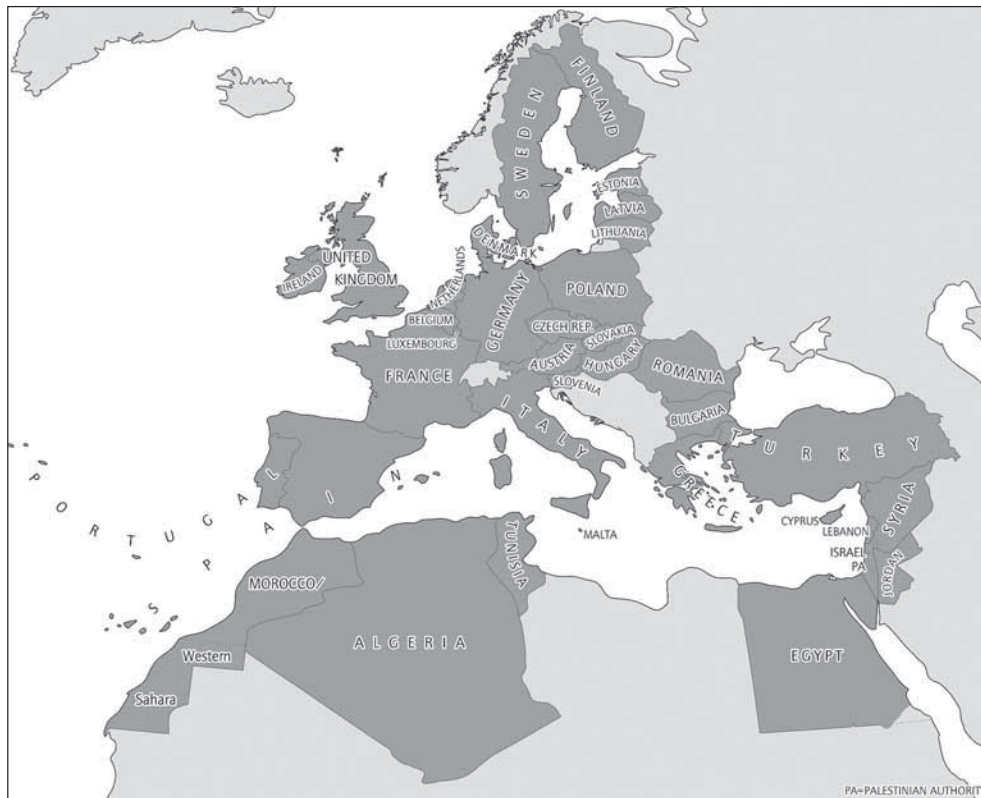 FINLAND
SWEDEN
ESTONIA
LATVIA
LITHUANIA
DENMARK
UNITED
KINGDOM
IRELAND
NETHERLANDS
BELGIUM
LUXEMBOURG
GERMANY
POLAND
CZECH REP.
SLOVAKIA
AUSTRIA
HUNGARY
SLOVENIA
FRANCE
ROMANIA
BULGARIA
ITALY
PORTUGAL
SPAIN
GREECE
TURKEY
MALTA
CYPRUS
LEBANON
SYRIA
ISRAEL
PA
JORDAN
MOROCCO/
Western
Sahara
ALGERIA
TUNISIA
EGYPT
PA=PALESTINIAN AUTHORITY